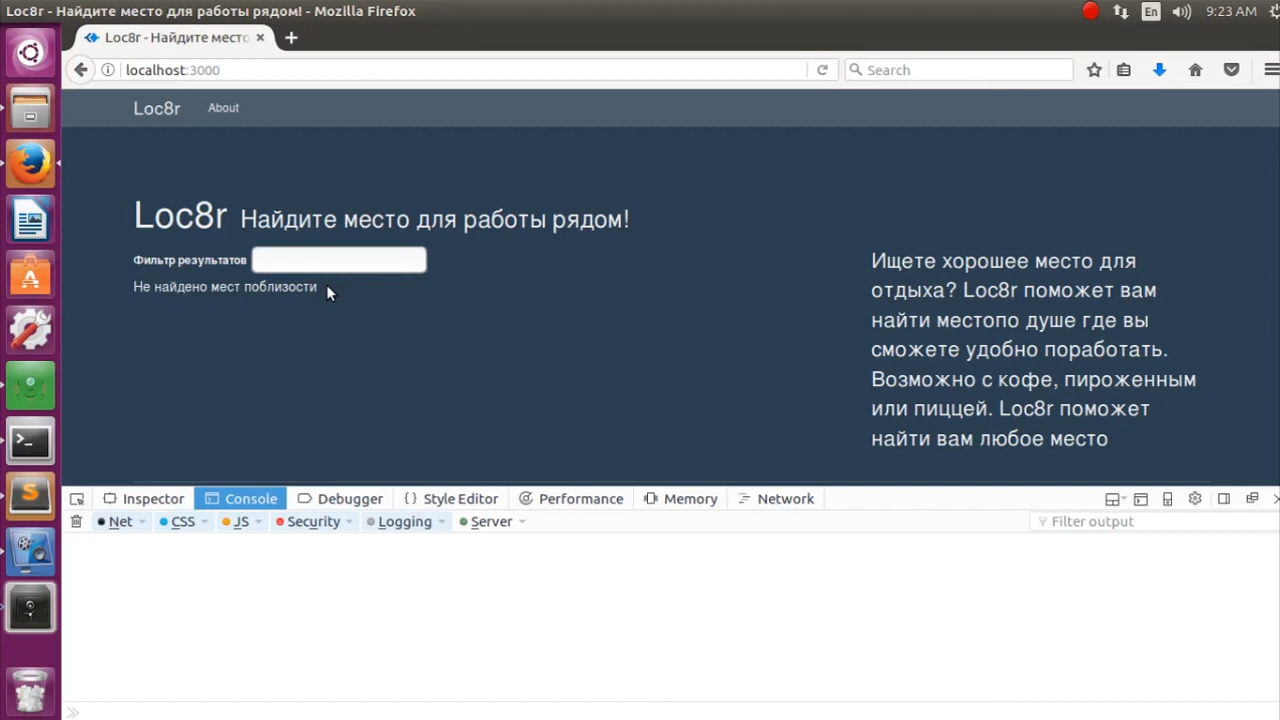 Loc8r - Найдите место для работы рядом! - Mozilla Firefox
En
9:23 AM
Loc8r - Найдите место
localhost:3000
Search
Loc8r
About
Loc8r Найдите место для работы рядом!
Фильтр результатов
Не найдено мест поблизости
Ищете хорошее место для
отдыха? Loc8r поможет вам
найти местопо душе где вы
сможете удобно поработать.
Возможно с кофе, пироженным
или пиццей. Loc8r поможет
найти вам любое место
Inspector
Console
Debugger
Style Editor
Performance
Memory
Network
Net
CSS
JS
Security
Logging
Server
Filter output